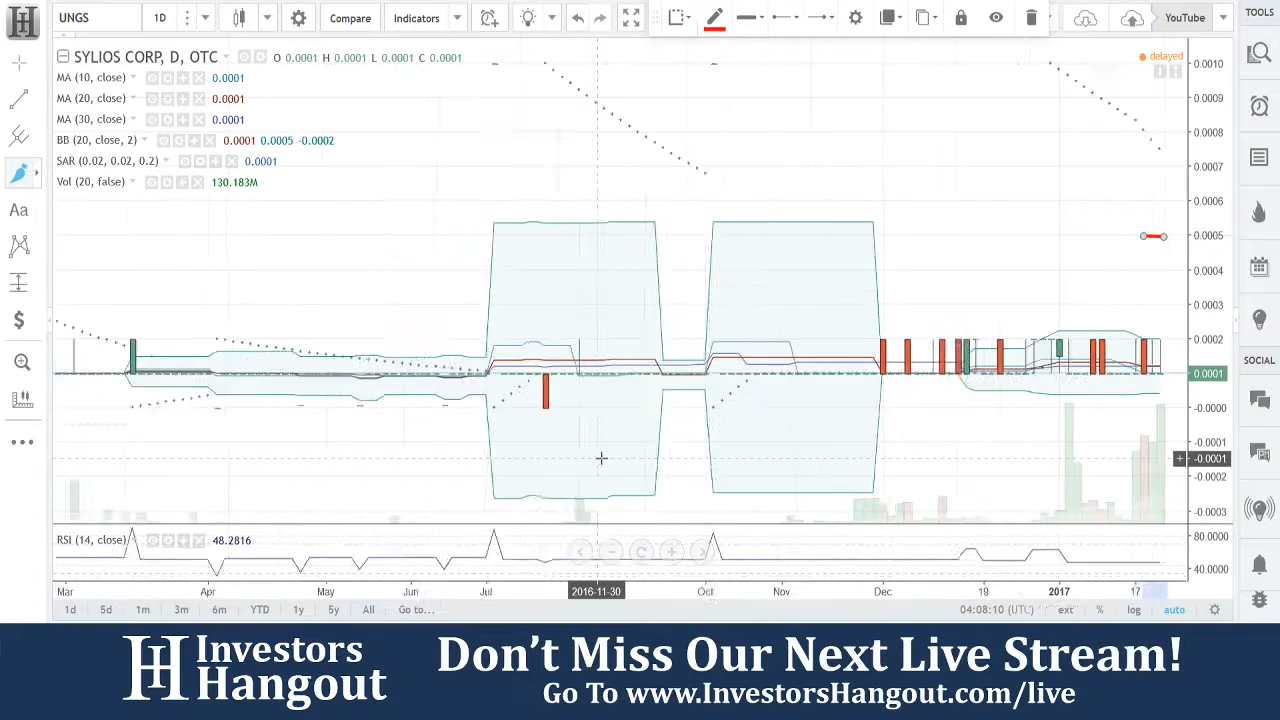 UNGS 1D Compare Indicators YouTube TOOLS
SYLIOS CORP, D, OTC O 0.0001 H 0.0001 L 0.0001 C 0.0001
delayed
MA (10, close) 0.0001
MA (20, close) 0.0001
MA (30, close) 0.0001
BB (20, close, 2) 0.0001 0.0005 -0.0002
SAR (0.02, 0.02, 0.2) 0.0001
Vol (20, false) 130.183M
0.0010
0.0009
0.0008
0.0007
0.0006
0.0005
0.0004
0.0003
0.0002
0.0001
-0.0000
-0.0001
-0.0001
-0.0002
-0.0003
Aa
$
SOCIAL
RSI (14, close) 48.2816
80.0000
40.0000
Mar Apr May Jun Jul 2016-11-30 Oct Nov Dec 19 2017 17
1d 5d 1m 3m 6m YTD 1y 5y All Go to... 04:08:10 (UTC) ext % log auto
Investors
Hangout
Don't Miss Our Next Live Stream!
Go To www.InvestorsHangout.com/live